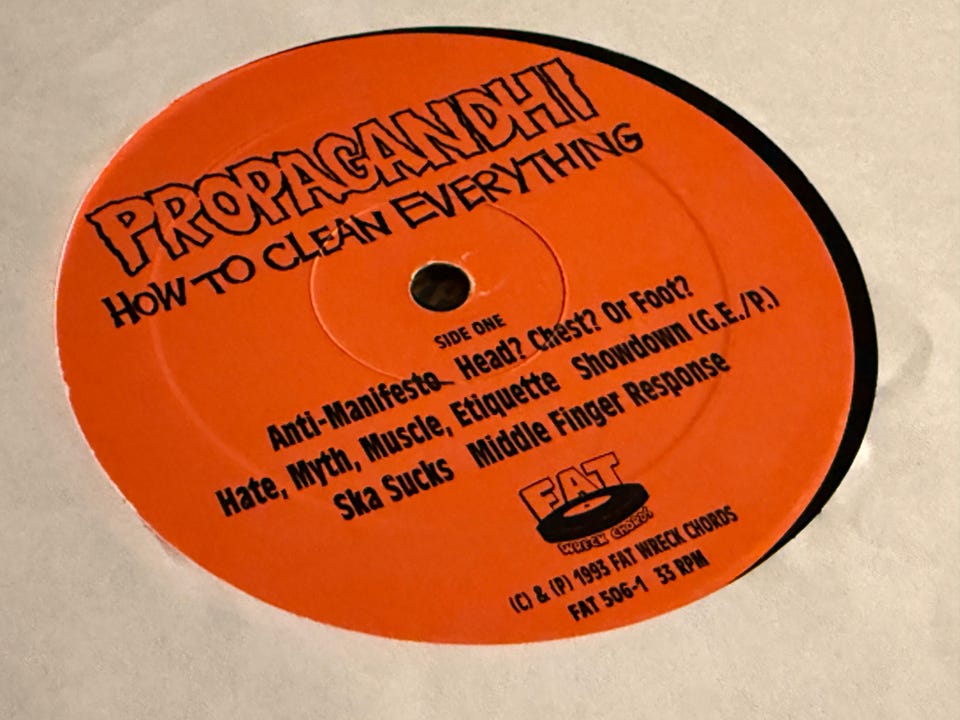 PROPAGANDHI
HOW TO CLEAN EVERYTHING
SIDE ONE
Anti-Manifesto Head? Chest? Or Foot?
Hate, Myth, Muscle, Etiquette Showdown (G.E./P.)
Ska Sucks Middle Finger Response
FAT
WRECK CHORDS
(C) & (P) 1993 FAT WRECK CHORDS
FAT 506-1 33 RPM